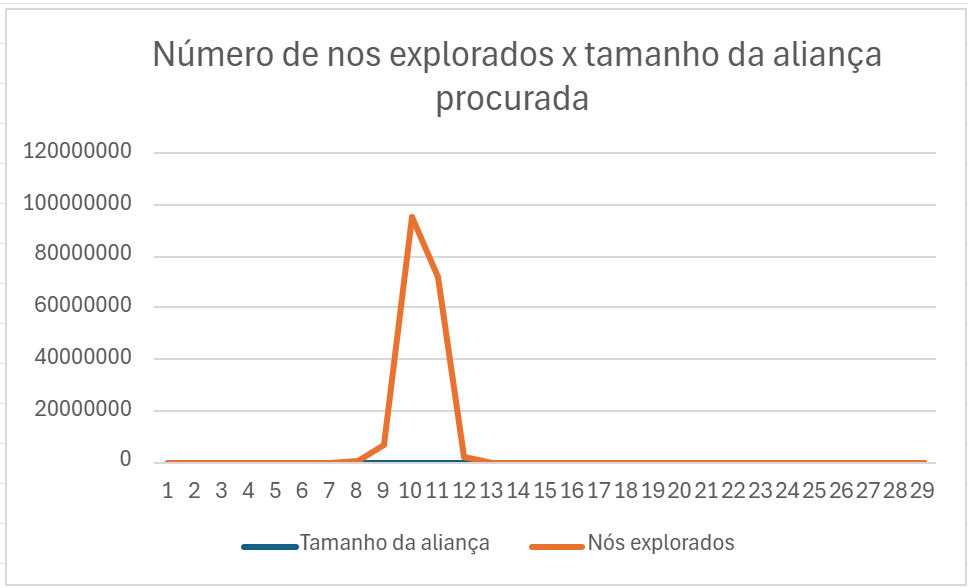 Número de nos explorados x tamanho da aliança
procurada
120000000
100000000
80000000
60000000
40000000
20000000
0
1 2 3 4 5 6 7 8 9 10 11 12 13 14 15 16 17 18 19 20 21 22 23 24 25 26 27 28 29
Tamanho da aliança Nós explorados